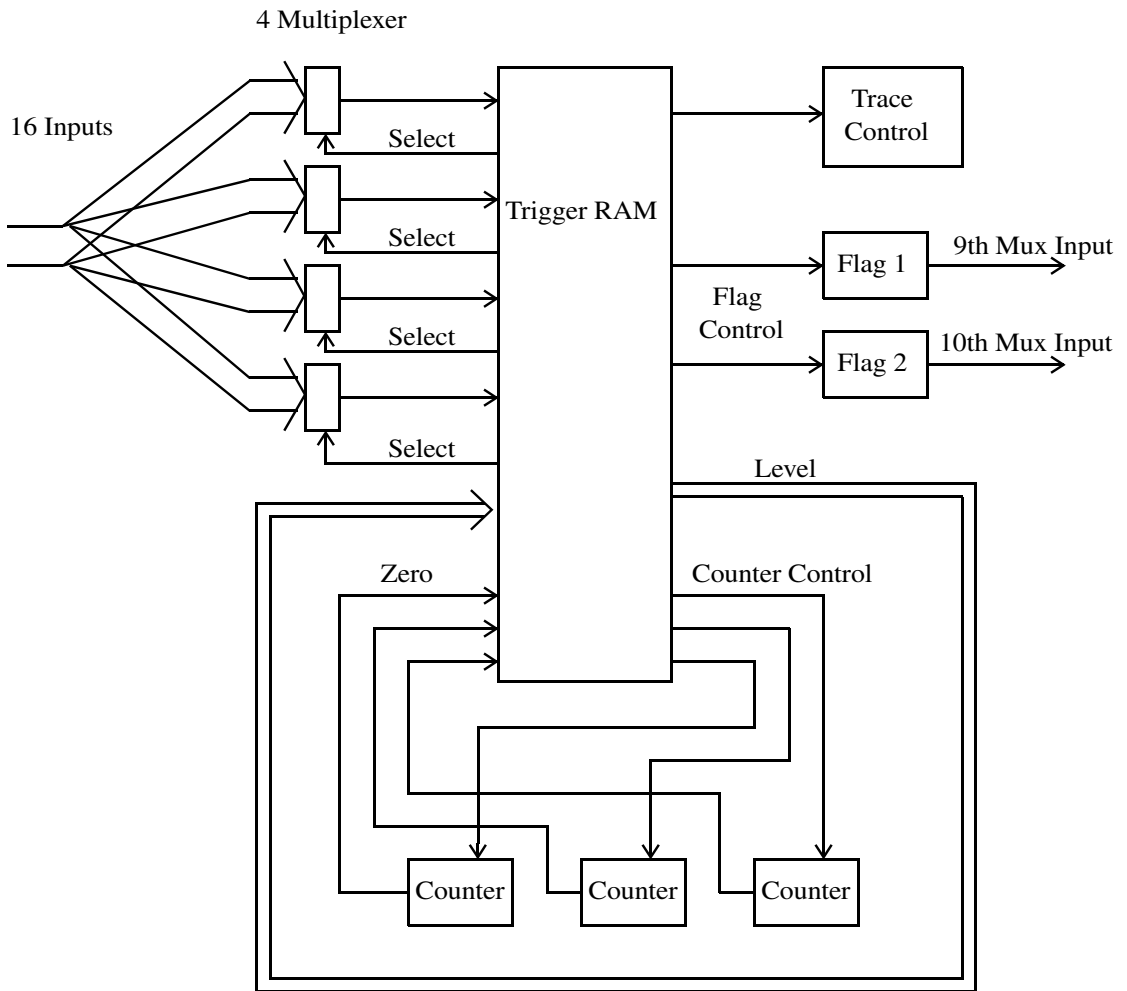 4 Multiplexer
16 Inputs
Select
Select
Select
Select
Trigger RAM
Trace
Control
Flag 1
9th Mux Input
Flag
Control
Flag 2
10th Mux Input
Level
Zero
Counter Control
Counter
Counter
Counter